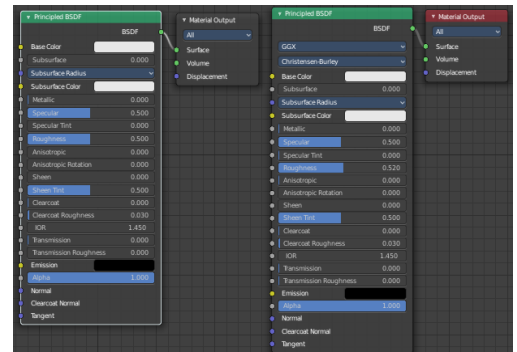 Principled BSDF
BSDF
Base Color
Subsurface 0.000
Subsurface Radius
Subsurface Color
Metallic 0.000
Specular 0.500
Specular Tint 0.000
Roughness 0.500
Anisotropic 0.000
Anisotropic Rotation 0.000
Sheen 0.000
Sheen Tint 0.500
Clearcoat 0.000
Clearcoat Roughness 0.030
IOR 1.450
Transmission 0.000
Transmission Roughness 0.000
Emission
Alpha 1.000
Normal
Clearcoat Normal
Tangent
Material Output
All
Surface
Volume
Displacement
Principled BSDF
BSDF
GGX
Christensen-Burley
Base Color
Subsurface 0.000
Subsurface Radius
Subsurface Color
Metallic 0.000
Specular 0.500
Specular Tint 0.000
Roughness 0.520
Anisotropic 0.000
Anisotropic Rotation 0.000
Sheen 0.000
Sheen Tint 0.500
Clearcoat 0.000
Clearcoat Roughness 0.030
IOR 1.450
Transmission 0.000
Transmission Roughness 0.000
Emission
Alpha 1.000
Normal
Clearcoat Normal
Tangent
Material Output
All
Surface
Volume
Displacement